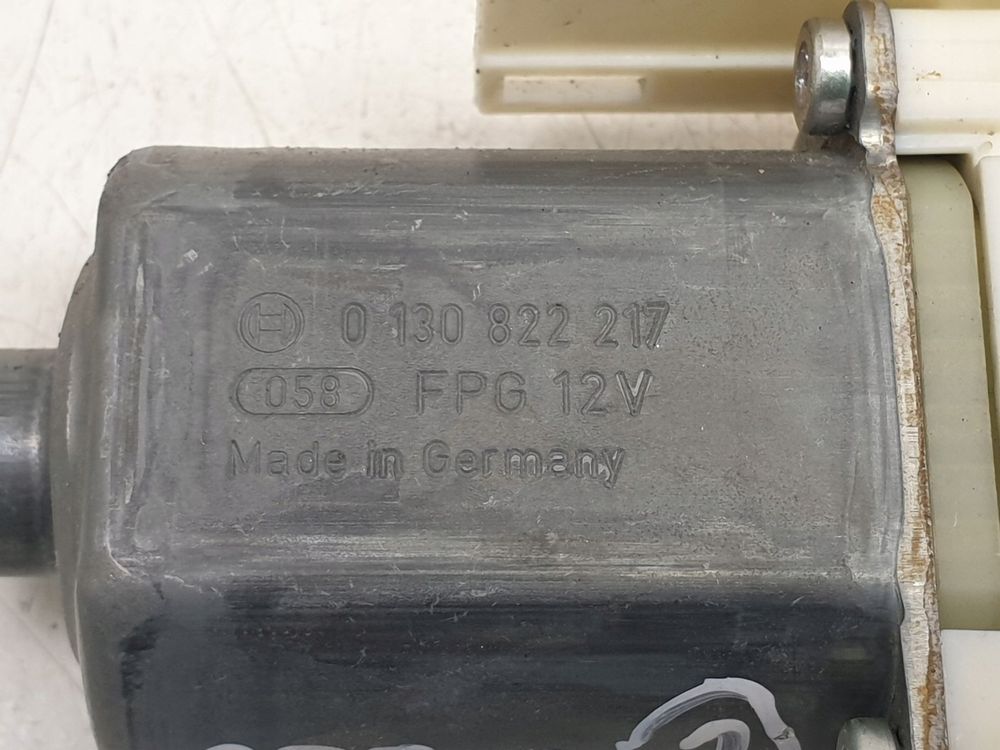 0 130 822 217
058 FPG 12V
Made in Germany